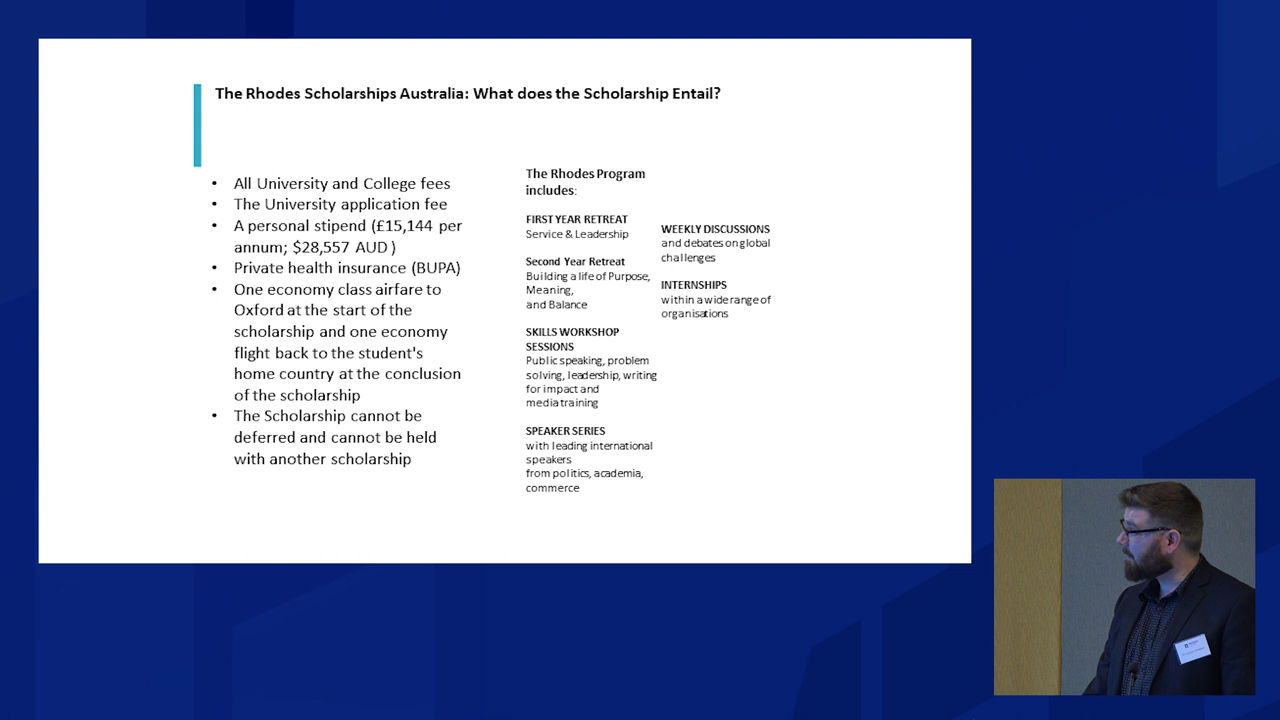 The Rhodes Scholarships Australia: What does the Scholarship Entail?
• All University and College fees
• The University application fee
• A personal stipend (£15,144 per
annum; $28,557 AUD )
• Private health insurance (BUPA)
• One economy class airfare to
Oxford at the start of the
scholarship and one economy
flight back to the student's
home country at the conclusion
of the scholarship
• The Scholarship cannot be
deferred and cannot be held
with another scholarship
The Rhodes Program
includes:
FIRST YEAR RETREAT
Service & Leadership
Second Year Retreat
Building a life of Purpose,
Meaning,
and Balance
SKILLS WORKSHOP
SESSIONS
Public speaking, problem
solving, leadership, writing
for impact and
media training
SPEAKER SERIES
with leading international
speakers
from politics, academia,
commerce
WEEKLY DISCUSSIONS
and debates on global
challenges
INTERNSHIPS
within a wide range of
organisations